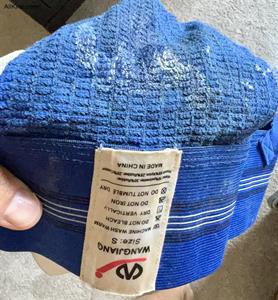 WANGJIANG
Size: S
MACHINE WASH WARM
DO NOT BLEACH
DRY VERTICALLY
DO NOT IRON
DO NOT TUMBLE DRY
MADE IN CHINA